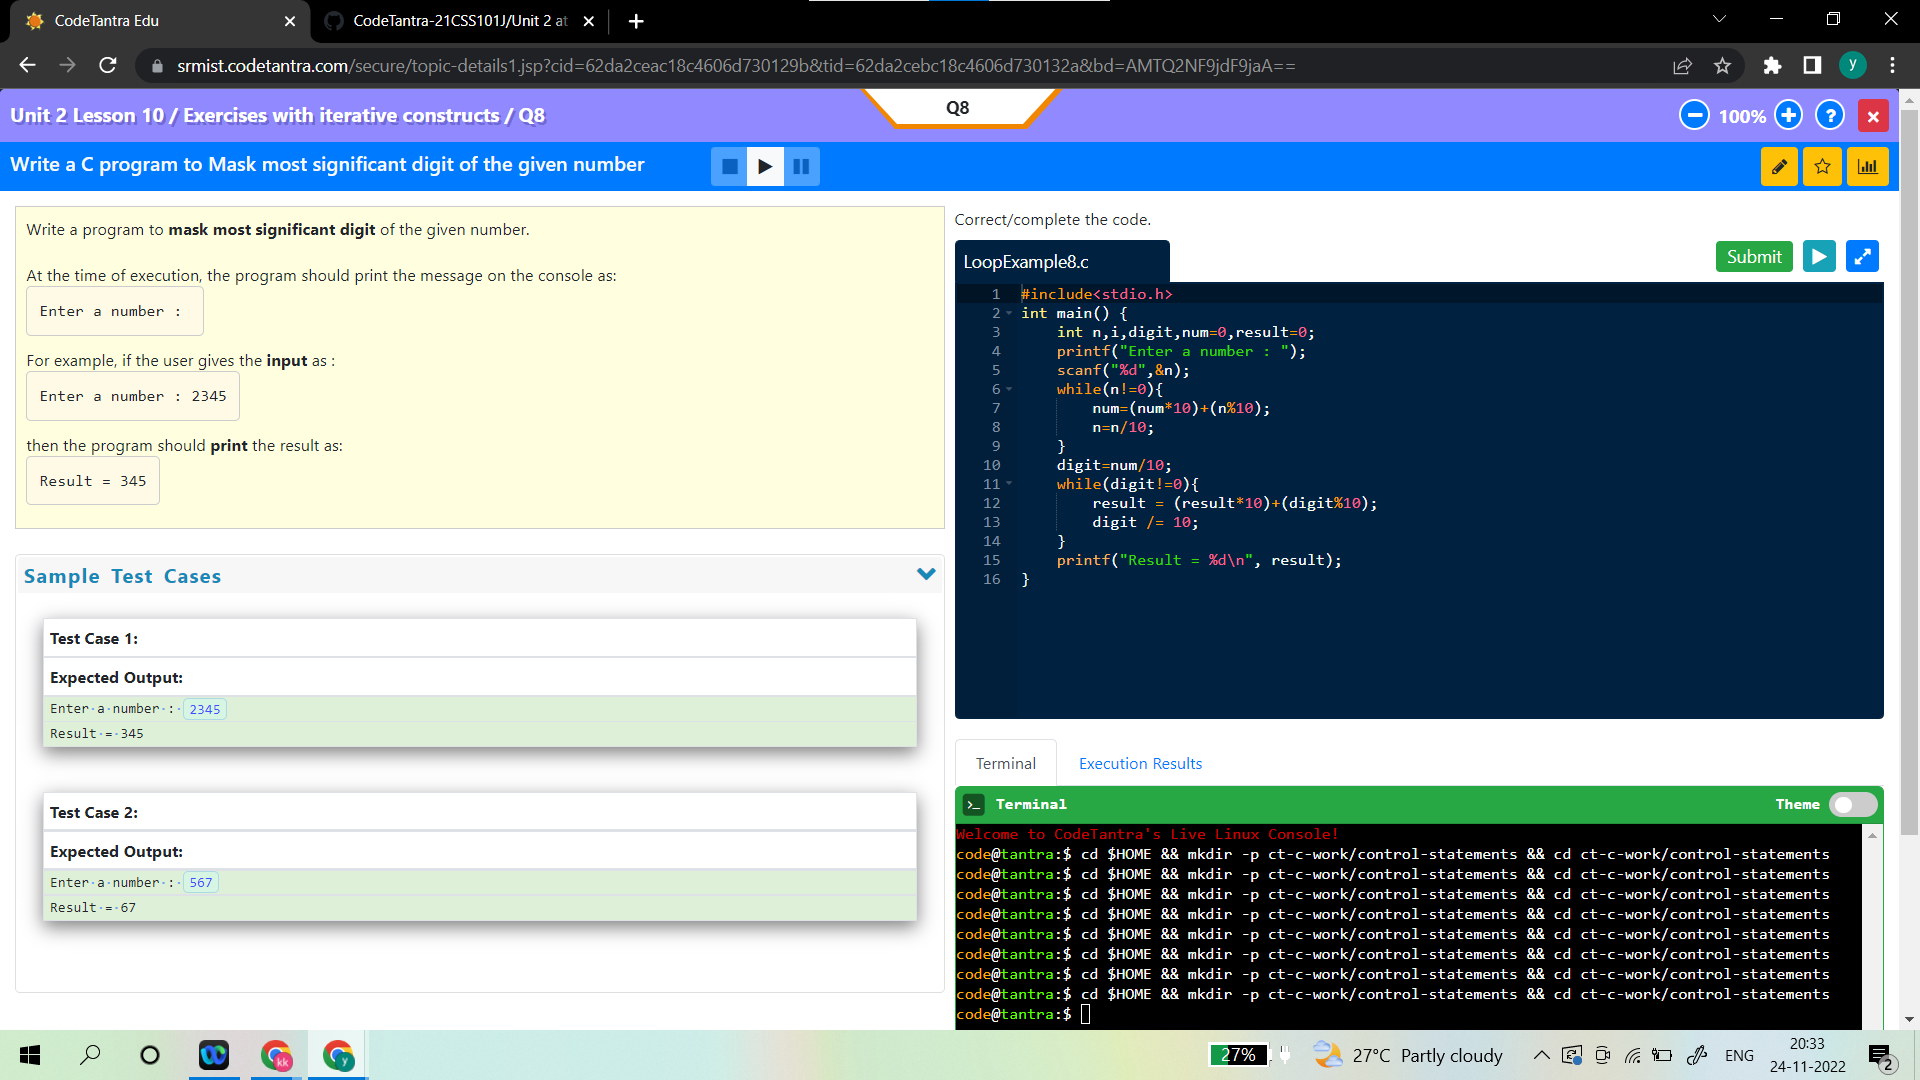 CodeTantra Edu
CodeTantra-21CSS101J/Unit 2 at
srmist.codetantra.com/secure/topic-details1.jsp?cid=62da2ceac18c4606d730129b&tid=62da2cebc18c4606d730132a&bd=AMTQ2NF9jdF9jaA==
y
Unit 2 Lesson 10 / Exercises with iterative constructs / Q8
Q8
100%
?
Write a C program to Mask most significant digit of the given number
Write a program to mask most significant digit of the given number.
At the time of execution, the program should print the message on the console as:
Enter a number :
For example, if the user gives the input as :
Enter a number : 2345
then the program should print the result as:
Result = 345
Sample Test Cases
Test Case 1:
Expected Output:
Enter·a·number·:· 2345
Result·=·345
Test Case 2:
Expected Output:
Enter·a·number·:· 567
Result·=·67
Correct/complete the code.
LoopExample8.c
Submit
1 #include<stdio.h>
2 int main() {
3 int n,i,digit,num=0,result=0;
4 printf("Enter a number : ");
5 scanf("%d",&n);
6 while(n!=0){
7 num=(num*10)+(n%10);
8 n=n/10;
9 }
10 digit=num/10;
11 while(digit!=0){
12 result = (result*10)+(digit%10);
13 digit /= 10;
14 }
15 printf("Result = %d\n", result);
16 }
Terminal
Execution Results
Terminal
Theme
Welcome to CodeTantra's Live Linux Console!
code@tantra:$ cd $HOME && mkdir -p ct-c-work/control-statements && cd ct-c-work/control-statements
code@tantra:$ cd $HOME && mkdir -p ct-c-work/control-statements && cd ct-c-work/control-statements
code@tantra:$ cd $HOME && mkdir -p ct-c-work/control-statements && cd ct-c-work/control-statements
code@tantra:$ cd $HOME && mkdir -p ct-c-work/control-statements && cd ct-c-work/control-statements
code@tantra:$ cd $HOME && mkdir -p ct-c-work/control-statements && cd ct-c-work/control-statements
code@tantra:$ cd $HOME && mkdir -p ct-c-work/control-statements && cd ct-c-work/control-statements
code@tantra:$ cd $HOME && mkdir -p ct-c-work/control-statements && cd ct-c-work/control-statements
code@tantra:$ cd $HOME && mkdir -p ct-c-work/control-statements && cd ct-c-work/control-statements
code@tantra:$
kk
y
27%
27°C Partly cloudy
ENG
20:33
24-11-2022
2